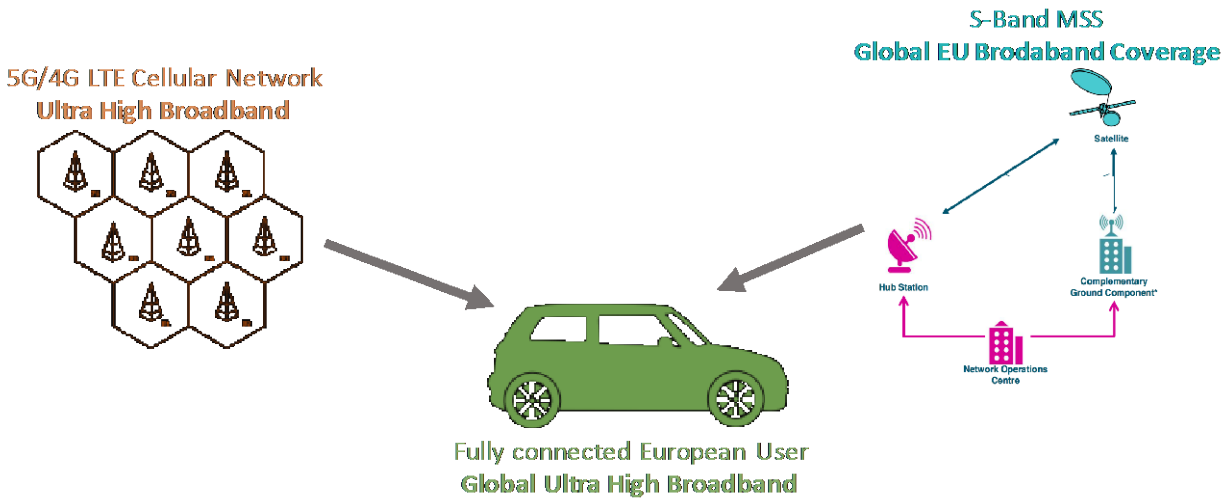 S-Band MSS
Global EU Brodaband Coverage
5G/4G LTE Cellular Network
Ultra High Broadband
Satellite
Hub Station
Complementary
Ground Component*
Network Operations
Centre
Fully connected European User
Global Ultra High Broadband